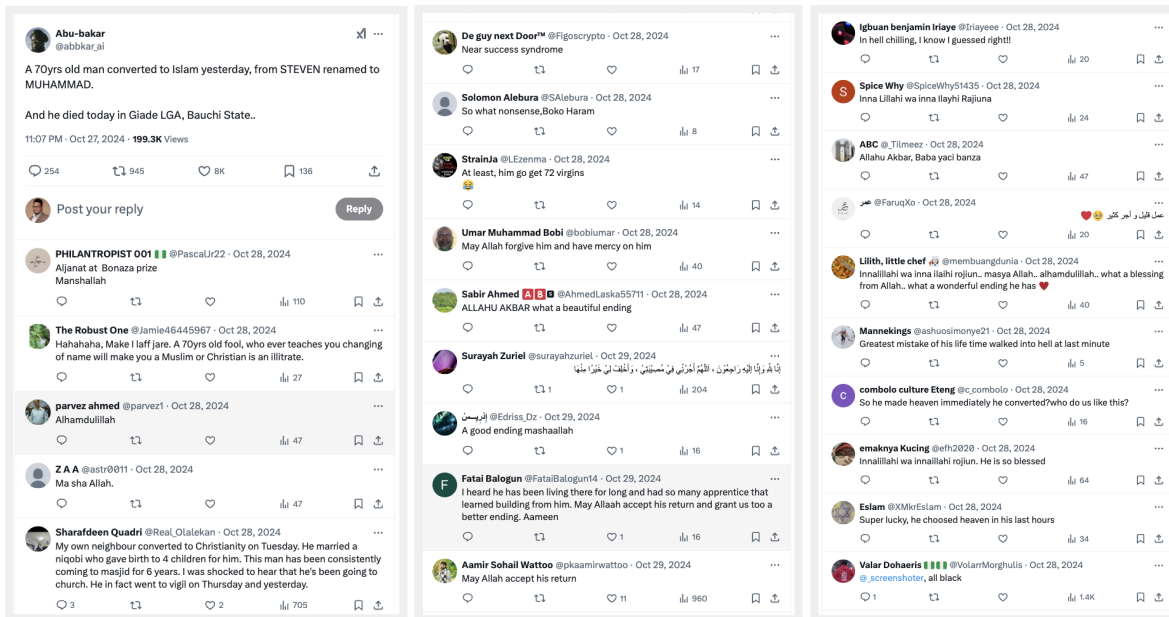 Abu-bakar
@abbkar_ai
A 70yrs old man converted to Islam yesterday, from STEVEN renamed to
MUHAMMAD.
And he died today in Giade LGA, Bauchi State..
11:07 PM · Oct 27, 2024 · 199.3K Views
254 945 8K 136
Post your reply
Reply
PHILANTROPIST 001 @PascaUr22 · Oct 28, 2024
Aljanat at Bonaza prize
Manshallah
110
The Robust One @Jamie46445967 · Oct 28, 2024
Hahahaha, Make I laff jare. A 70yrs old fool, who ever teaches you changing
of name will make you a Muslim or Christian is an illitrate.
27
parvez ahmed @parvez1 · Oct 28, 2024
Alhamdulillah
47
Z A A @astr0011 · Oct 28, 2024
Ma sha Allah.
47
Sharafdeen Quadri @Real_Olalekan · Oct 28, 2024
My own neighbour converted to Christianity on Tuesday. He married a
niqobi who gave birth to 4 children for him. This man has been consistently
coming to masjid for 6 years. I was shocked to hear that he's been going to
church. He in fact went to vigil on Thursday and yesterday.
3 2 705
De guy next Door™ @Figoscrypto · Oct 28, 2024
Near success syndrome
17
Solomon Alebura @SAlebura · Oct 28, 2024
So what nonsense,Boko Haram
8
StrainJa @LEzenma · Oct 28, 2024
At least, him go get 72 virgins
😂
14
Umar Muhammad Bobi @bobiumar · Oct 28, 2024
May Allah forgive him and have mercy on him
40
Sabir Ahmed 🅰🅱 @AhmedLaska55711 · Oct 28, 2024
ALLAHU AKBAR what a beautiful ending
47
Surayah Zuriel @surayahzuriel · Oct 29, 2024
إِنَّا لِلَّهِ وَإِنَّا إِلَيْهِ رَاجِعُوْنَ ، اَللَّهُمَّ أْجُرْنِي فِيْ مُصِيْبَتِيْ ، وَأَخْلِفْ لِيْ خَيْرًا مِنْهَا
1 1 204
إدريـسـن @Edriss_Dz · Oct 29, 2024
A good ending mashaallah
1 16
F
Fatai Balogun @FataiBalogun14 · Oct 29, 2024
I heard he has been living there for long and had so many apprentice that
learned building from him. May Allaah accept his return and grant us too a
better ending. Aameen
1 16
Aamir Sohail Wattoo @pkaamirwattoo · Oct 29, 2024
May Allah accept his return
11 960
Igbuan benjamin Iriaye @Iriayeee · Oct 28, 2024
In hell chilling, I know I guessed right!!
20
S
Spice Why @SpiceWhy51435 · Oct 28, 2024
Inna Lillahi wa inna Ilayhi Rajiuna
24
ABC @_Tilmeez · Oct 28, 2024
Allahu Akbar, Baba yaci banza
47
عمر @FaruqXo · Oct 28, 2024
عمل قليل و أجر كثير 🥹❤️
20
Lilith, little chef @membuangdunia · Oct 28, 2024
Innalillahi wa inna ilaihi rojiun.. masya Allah.. alhamdulillah.. what a blessing
from Allah.. what a wonderful ending he has ❤️
40
Mannekings @ashuosimonye21 · Oct 28, 2024
Greatest mistake of his life time walked into hell at last minute
5
C
combolo culture Eteng @c_combolo · Oct 28, 2024
So he made heaven immediately he converted?who do us like this?
16
emaknya Kucing @efh2020 · Oct 28, 2024
Innalillahi wa innaillahi rojiun. He is so blessed
64
Eslam @XMkrEslam · Oct 28, 2024
Super lucky, he choosed heaven in his last hours
34
Valar Dohaeris @VolarrMorghulis · Oct 28, 2024
@_screenshoter, all black
1 1.4K